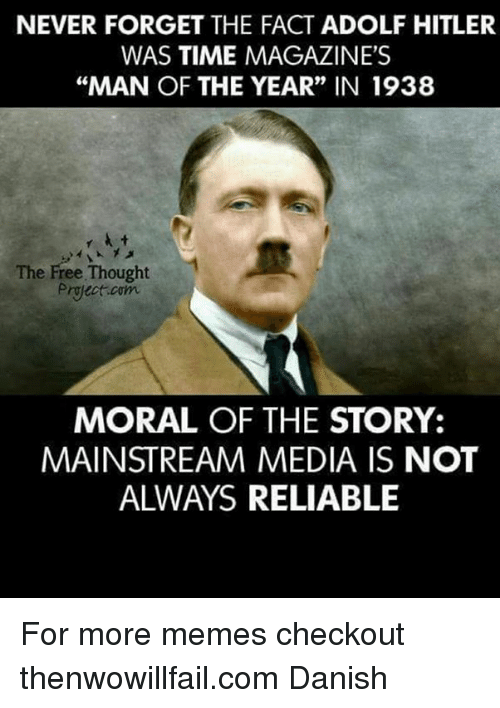 NEVER FORGET THE FACT ADOLF HITLER
WAS TIME MAGAZINE'S
“MAN OF THE YEAR” IN 1938
The Free Thought
Project.com
MORAL OF THE STORY:
MAINSTREAM MEDIA IS NOT
ALWAYS RELIABLE
For more memes checkout
thenwowillfail.com Danish